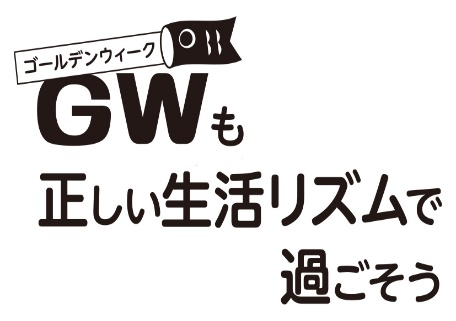 ゴールデンウィーク
GWも
正しい生活リズムで
過ごそう